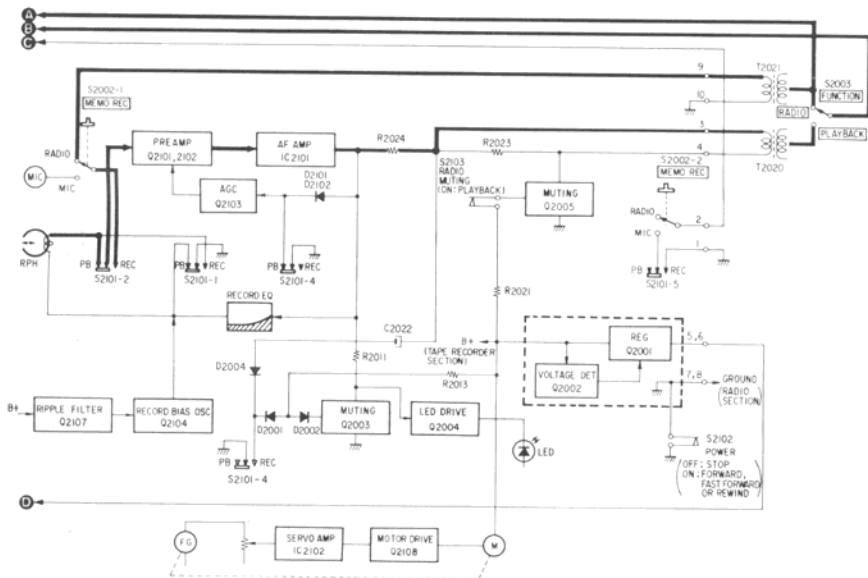 A
B
C
S2002-1
MEMO REC
RADIO
MIC
MIC
RPH
PREAMP
Q2101,2102
AF AMP
IC2101
AGC
Q2103
D2101
D2102
PB
REC
S2101-2
PB
REC
S2101-1
PB
REC
S2101-4
RECORD EQ
R2024
R2023
S2103
RADIO
MUTING
(ON:PLAYBACK)
MUTING
Q2005
9
10
3
4
T2021
T2020
S2003
FUNCTION
RADIO
PLAYBACK
S2002-2
MEMO REC
RADIO
MIC
2
1
PB
REC
S2101-5
R2021
C2022
R2011
R2013
B+
(TAPE RECORDER
SECTION)
REG
Q2001
VOLTAGE DET
Q2002
5,6
7,8
GROUND
(RADIO
SECTION)
S2102
POWER
(OFF: STOP
ON: FORWARD,
FAST FORWARD
OR REWIND)
B+
RIPPLE FILTER
Q2107
RECORD BIAS OSC
Q2104
D2004
D2001
D2002
MUTING
Q2003
LED DRIVE
Q2004
LED
PB
REC
S2101-4
D
FG
SERVO AMP
IC2102
MOTOR DRIVE
Q2108
M